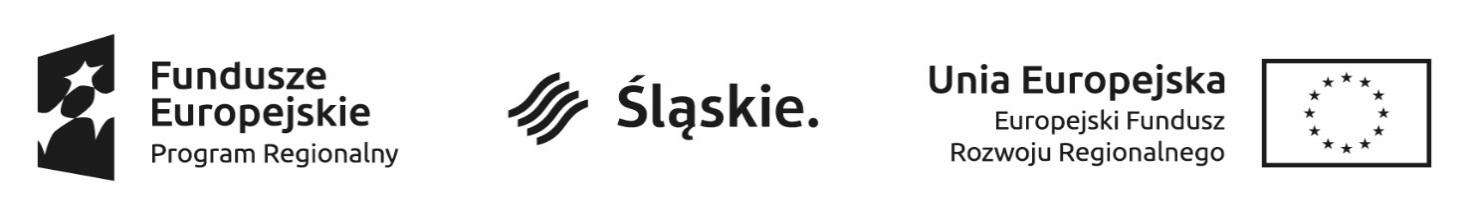 Fundusze
Europejskie
Program Regionalny
Śląskie.
Unia Europejska
Europejski Fundusz
Rozwoju Regionalnego